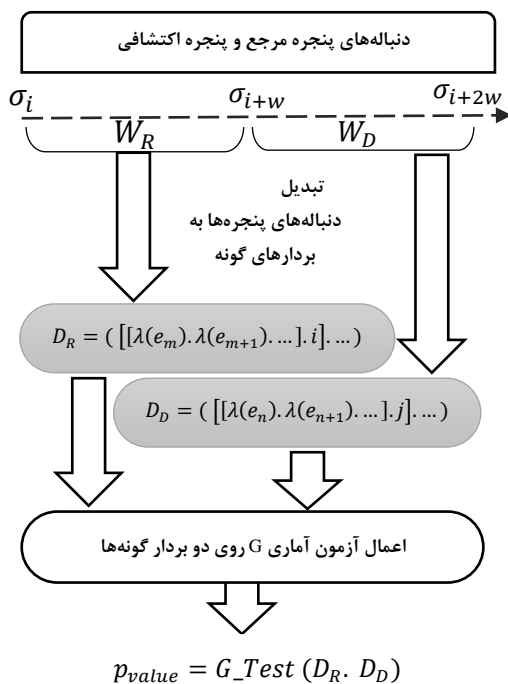 دنباله‌های پنجره مرجع و پنجره اکتشافی
σ_i σ_{i+w} σ_{i+2w}
W_R W_D
تبدیل
دنباله‌های پنجره‌ها به
بردارهای گونه
D_R = ( [[λ(e_m). λ(e_{m+1}). … ]. i]. … )
D_D = ( [[λ(e_n). λ(e_{n+1}). … ]. j]. … )
اعمال آزمون آماری G روی دو بردار گونه‌ها
p_{value} = G_Test (D_R. D_D)